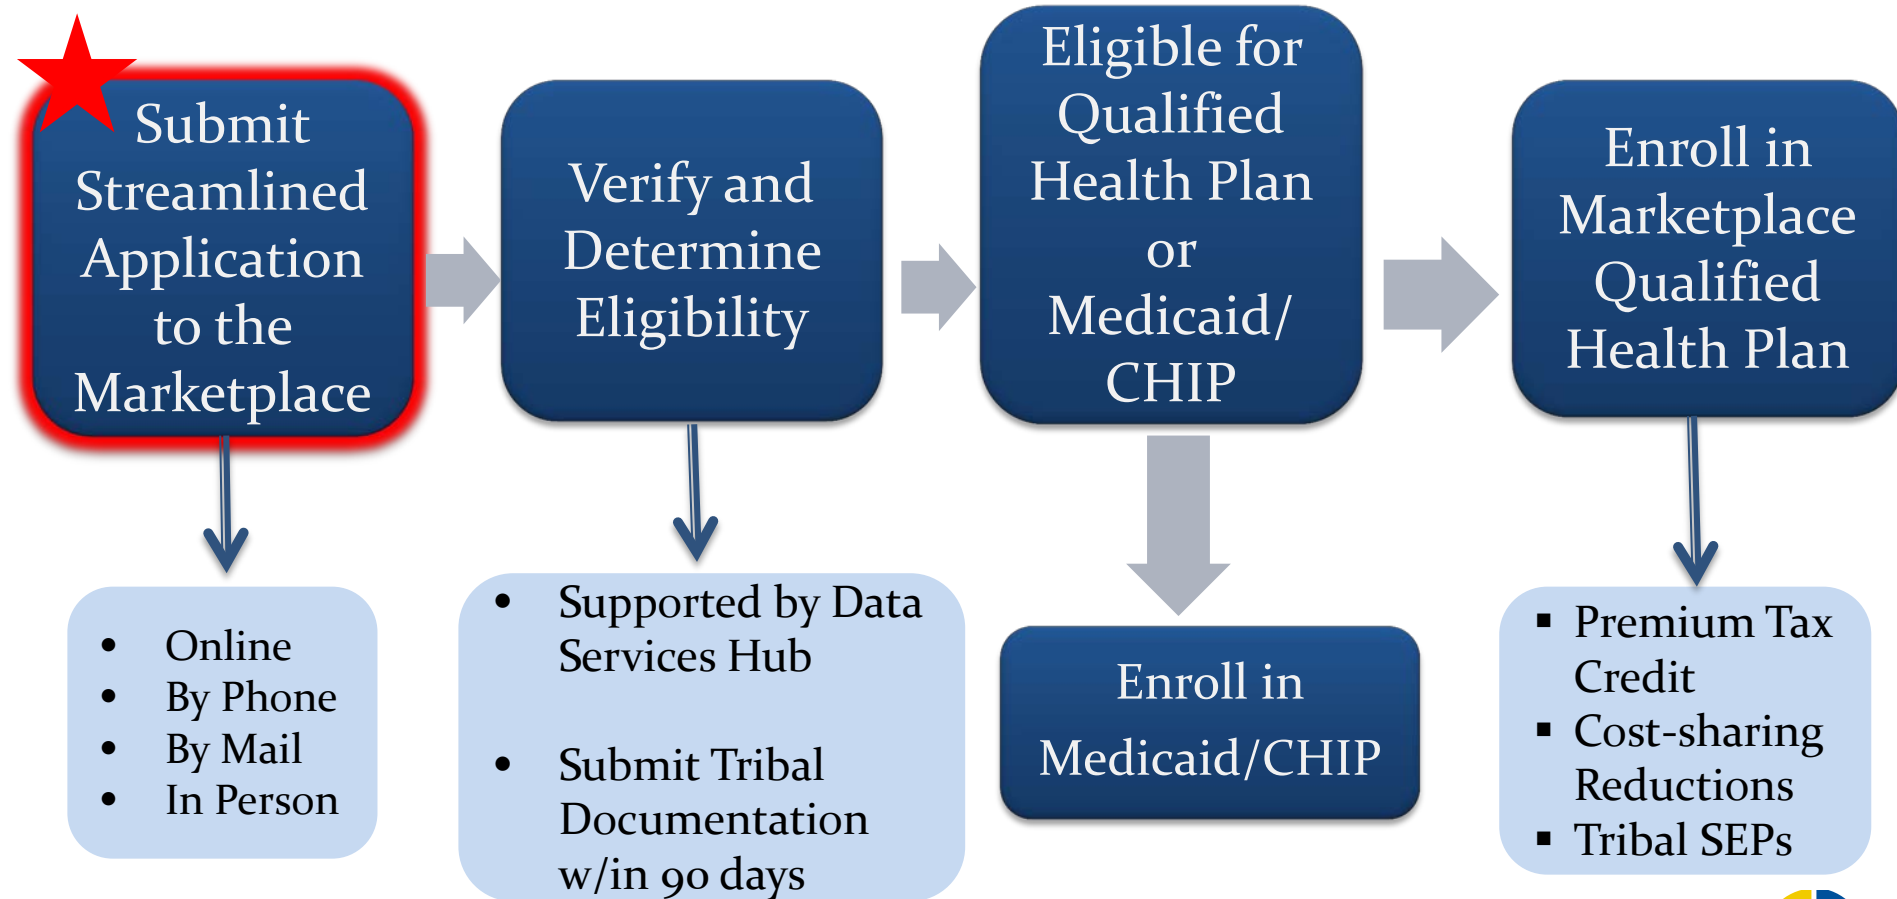 Submit
Streamlined
Application
to the
Marketplace
Verify and
Determine
Eligibility
Eligible for
Qualified
Health Plan
or
Medicaid/
CHIP
Enroll in
Marketplace
Qualified
Health Plan
• Online
• By Phone
• By Mail
• In Person
• Supported by Data
Services Hub
• Submit Tribal
Documentation
w/in 90 days
Enroll in
Medicaid/CHIP
▪ Premium Tax
Credit
▪ Cost-sharing
Reductions
▪ Tribal SEPs